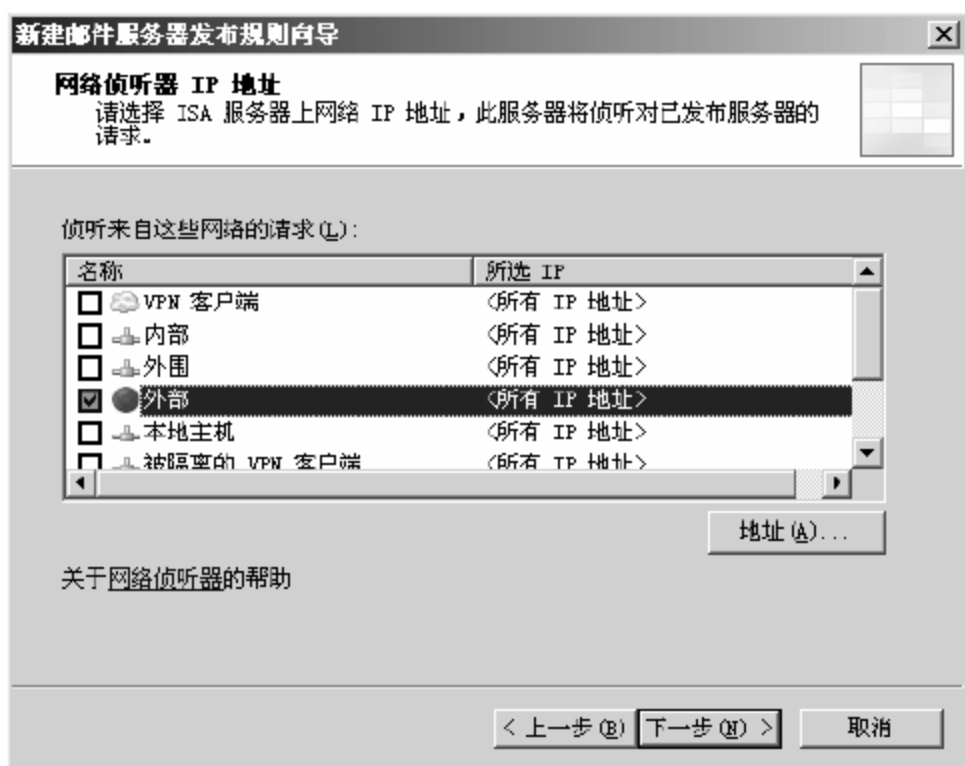 新建邮件服务器发布规则向导
网络侦听器 IP 地址
请选择 ISA 服务器上网络 IP 地址，此服务器将侦听对已发布服务器的
请求。
侦听来自这些网络的请求(L):
名称 所选 IP
VPN 客户端 <所有 IP 地址>
内部 <所有 IP 地址>
外围 <所有 IP 地址>
外部 <所有 IP 地址>
本地主机 <所有 IP 地址>
被隔离的 VPN 客户端 <所有 IP 地址>
地址(A)...
关于网络侦听器的帮助
< 上一步(B) 下一步(N) > 取消